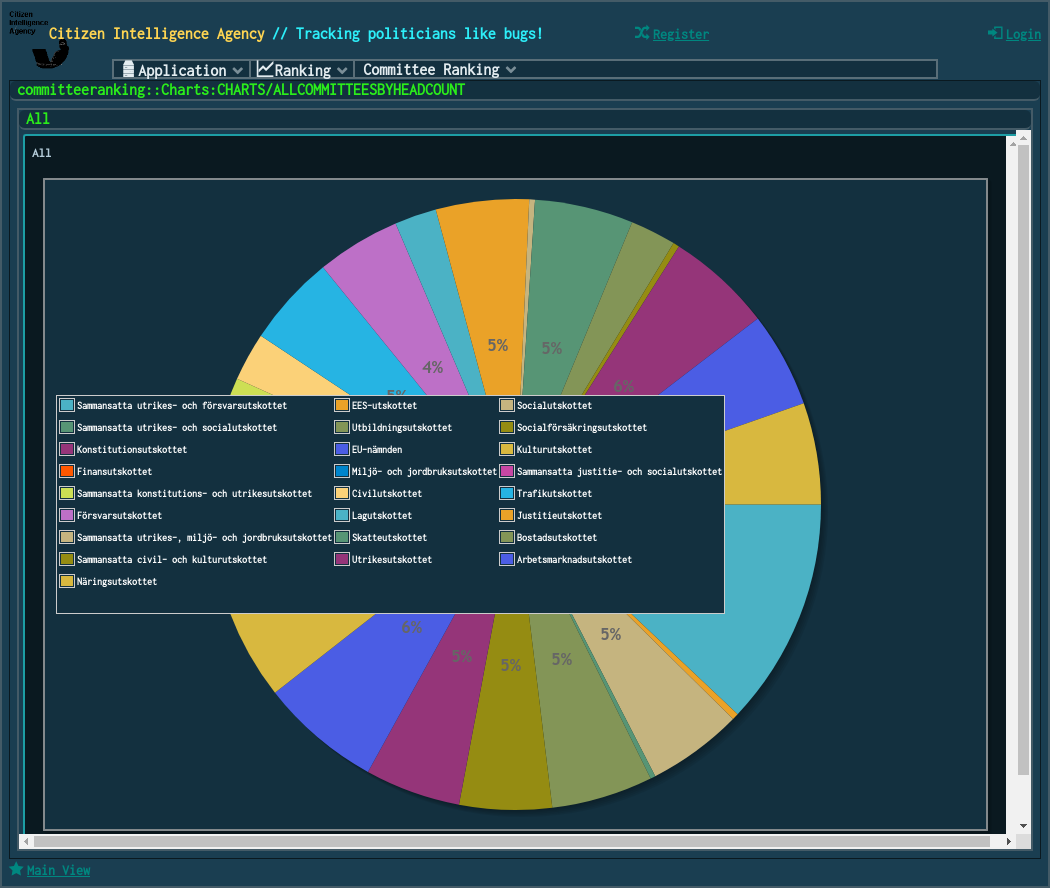 Citizen
Intelligence
Agency
Citizen Intelligence Agency // Tracking politicians like bugs!
Register
Login
Application
Ranking
Committee Ranking
committeeranking::Charts:CHARTS/ALLCOMMITTEESBYHEADCOUNT
All
All
5%
5%
4%
6%
5%
Sammansatta utrikes- och försvarsutskottet
EES-utskottet
Socialutskottet
Sammansatta utrikes- och socialutskottet
Utbildningsutskottet
Socialförsäkringsutskottet
Konstitutionsutskottet
EU-nämnden
Kulturutskottet
Finansutskottet
Miljö- och jordbruksutskottet
Sammansatta justitie- och socialutskottet
Sammansatta konstitutions- och utrikesutskottet
Civilutskottet
Trafikutskottet
Försvarsutskottet
Lagutskottet
Justitieutskottet
Sammansatta utrikes-, miljö- och jordbruksutskottet
Skatteutskottet
Bostadsutskottet
Sammansatta civil- och kulturutskottet
Utrikesutskottet
Arbetsmarknadsutskottet
Näringsutskottet
6%
5%
5%
5%
5%
Main View